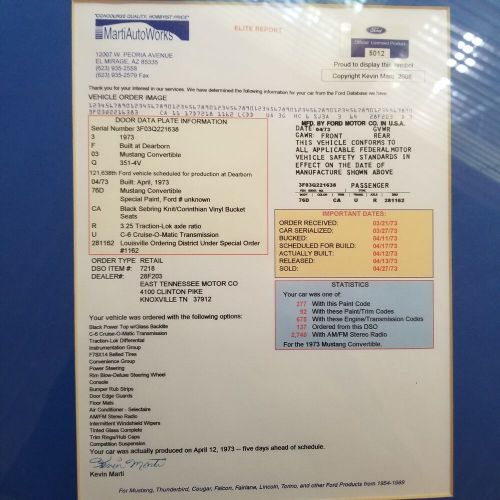 "CONCOURSE QUALITY, HOBBYIST PRICE"
MartiAutoWorks
ELITE REPORT
Ford
Official Licensed Product
5012
Proud to display this symbol
12007 W. PEORIA AVENUE
EL MIRAGE, AZ 85335
(623) 935-2558
(623) 935-2579 Fax
Copyright Kevin Marti
Thank you for your interest in our services. We have determined the following information for your car from the Ford Database we have:
VEHICLE ORDER IMAGE
DOOR DATA PLATE INFORMATION
Serial Number 3F03Q221638
3 1973
F Built at Dearborn
03 Mustang Convertible
Q 351-4V
121,638th Ford vehicle scheduled for production at Dearborn
04/73 Built: April, 1973
76D Mustang Convertible
Special Paint, Ford # unknown
CA Black Sebring Knit/Corinthian Vinyl Bucket Seats
R 3.25 Traction-Lok axle ratio
U C-6 Cruise-O-Matic Transmission
281162 Louisville Ordering District Under Special Order #1162
MFD. BY FORD MOTOR CO. IN U.S.A.
04/73 GVWR
GAWR: FRONT REAR
THIS VEHICLE CONFORMS TO
ALL APPLICABLE FEDERAL MOTOR
VEHICLE SAFETY STANDARDS IN
EFFECT ON THE DATE OF
MANUFACTURE SHOWN ABOVE
3F03Q221638 PASSENGER
76D CA R U 281162
IMPORTANT DATES:
ORDER RECEIVED: 03/21/73
CAR SERIALIZED: 03/27/73
BUCKED: 04/11/73
SCHEDULED FOR BUILD: 04/17/73
ACTUALLY BUILT: 04/12/73
RELEASED: 04/13/73
SOLD: 04/27/73
ORDER TYPE: RETAIL
DSO ITEM #: 7218
DEALER#: 28F203
EAST TENNESSEE MOTOR CO
4100 CLINTON PIKE
KNOXVILLE TN 37912
STATISTICS
Your car was one of:
277 With this Paint Code
92 With these Paint/Trim Codes
678 With these Engine/Transmission Codes
137 Ordered from this DSO
2,740 With AM/FM Stereo Radio
For the 1973 Mustang Convertible.
Your vehicle was ordered with the following options:
Black Power Top w/Glass Backlite
C-6 Cruise-O-Matic Transmission
Traction-Lok Differential
Instrumentation Group
F78X14 Belted Tires
Convenience Group
Power Steering
Rim Blow-Deluxe Steering Wheel
Console
Bumper Rub Strips
Door Edge Guards
Floor Mats
Air Conditioner - Selectaire
AM/FM Stereo Radio
Intermittent Windshield Wipers
Tinted Glass Complete
Trim Rings/Hub Caps
Competition Suspension
Your car was actually produced on April 12, 1973 -- five days ahead of schedule.
Kevin Marti
Kevin Marti
For Mustang, Thunderbird, Cougar, Falcon, Fairlane, Lincoln, Torino, and other Ford Products from 1954-1989